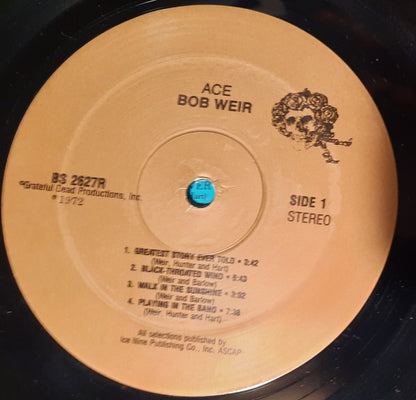 ACE
BOB WEIR
BS 2627R
©Grateful Dead Productions, Inc.
℗ 1972
SIDE 1
STEREO
1. GREATEST STORY EVER TOLD • 3:42
(Weir, Hunter and Hart)
2. BLACK-THROATED WIND • 5:43
(Weir and Barlow)
3. WALK IN THE SUNSHINE • 3:02
(Weir and Barlow)
4. PLAYING IN THE BAND • 7:38
(Weir, Hunter and Hart)
All selections published by
Ice Nine Publishing Co., Inc. ASCAP